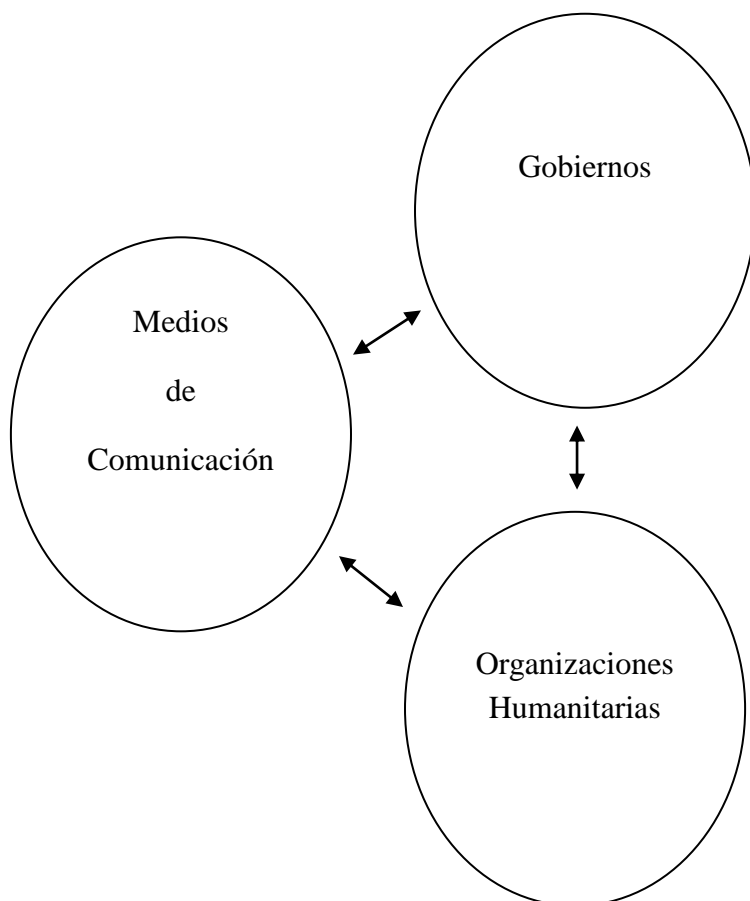 Gobiernos
Medios
de
Comunicación
Organizaciones
Humanitarias